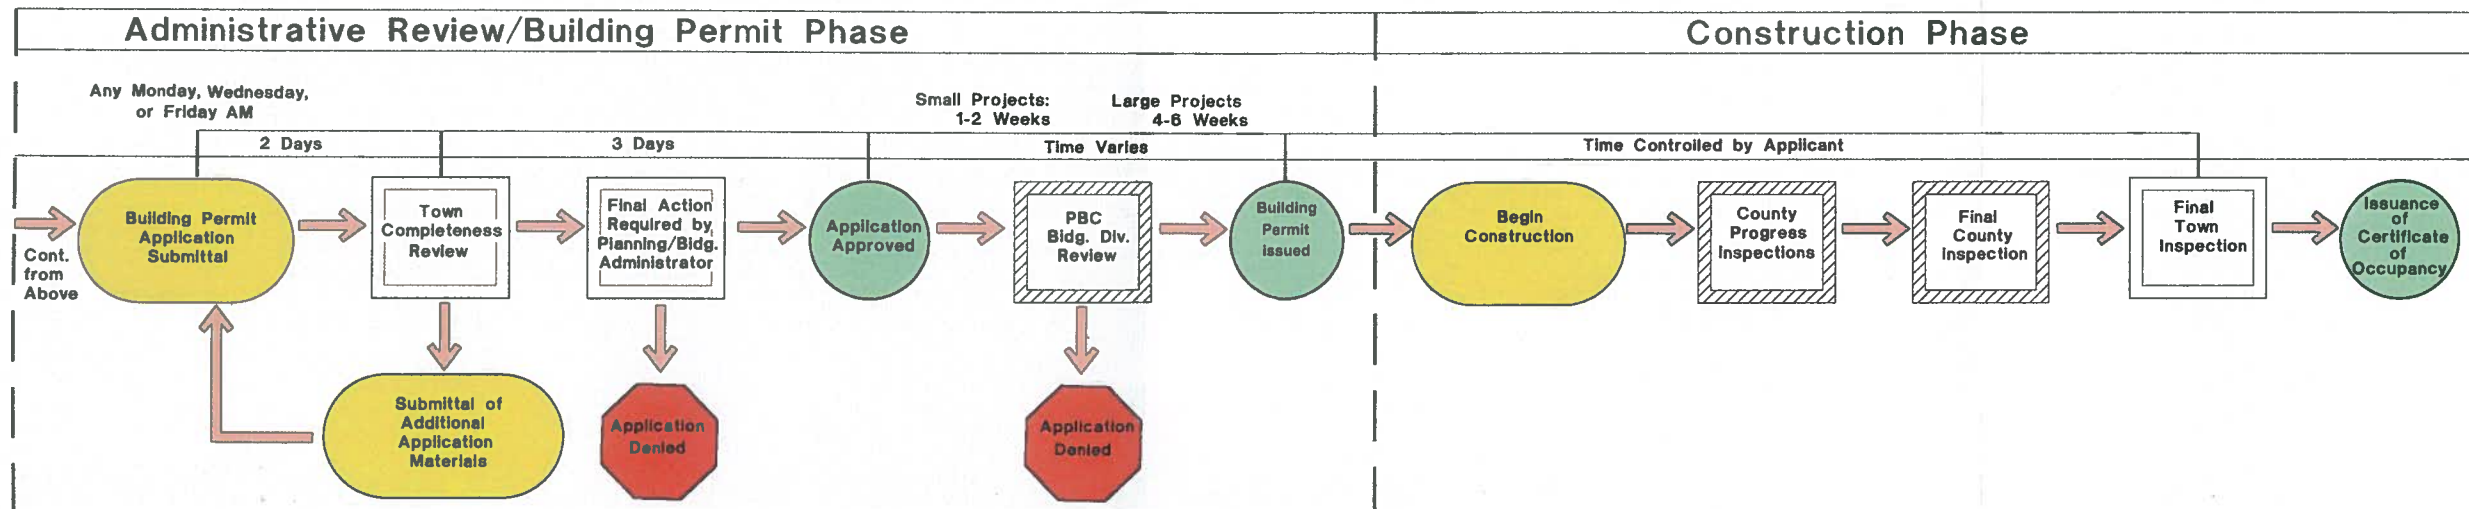 Administrative Review/Building Permit Phase
Construction Phase
Any Monday, Wednesday,
or Friday AM
Small Projects:
1-2 Weeks
Large Projects
4-6 Weeks
2 Days
3 Days
Time Varies
Time Controlled by Applicant
Cont.
from
Above
Building Permit
Application
Submittal
Town
Completeness
Review
Final Action
Required by
Planning/Bldg.
Administrator
Application
Approved
PBC
Bldg. Div.
Review
Building
Permit
Issued
Begin
Construction
County
Progress
Inspections
Final
County
Inspection
Final
Town
Inspection
Issuance
of
Certificate
of
Occupancy
Submittal of
Additional
Application
Materials
Application
Denied
Application
Denied